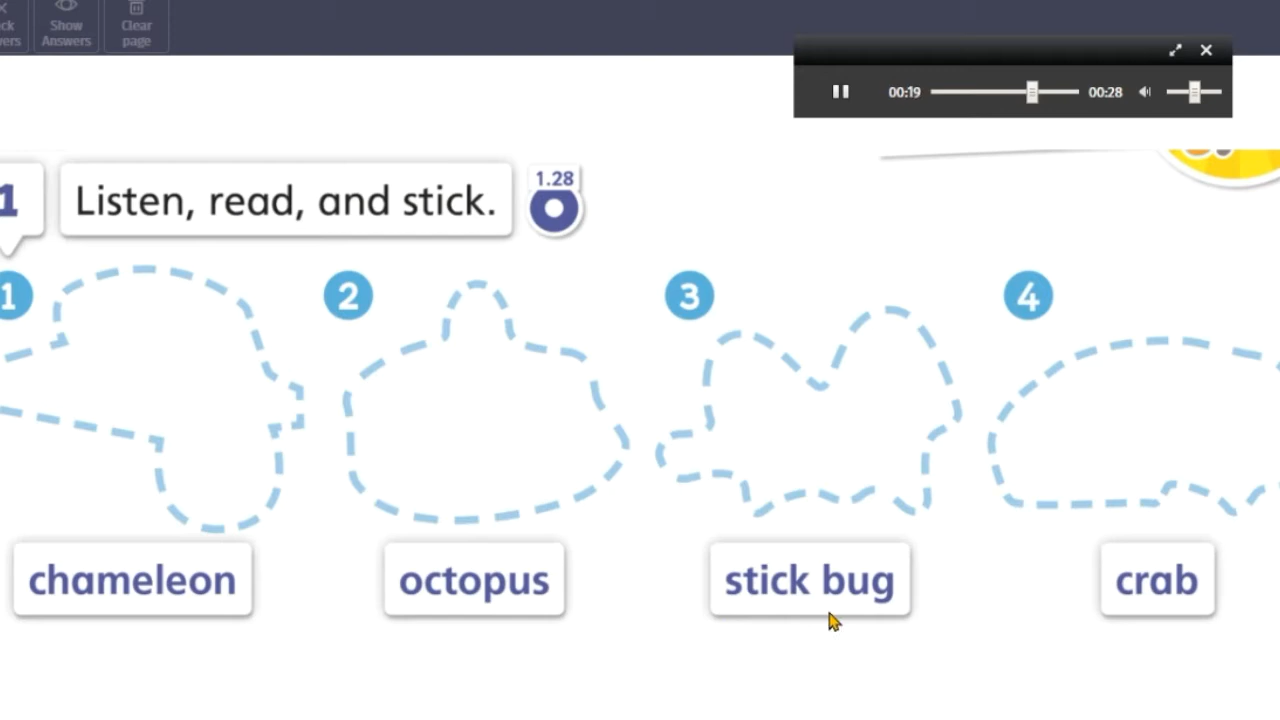 Show
Answers
Clear
page
00:19
00:28
1
Listen, read, and stick.
1.28
1
2
3
4
chameleon
octopus
stick bug
crab